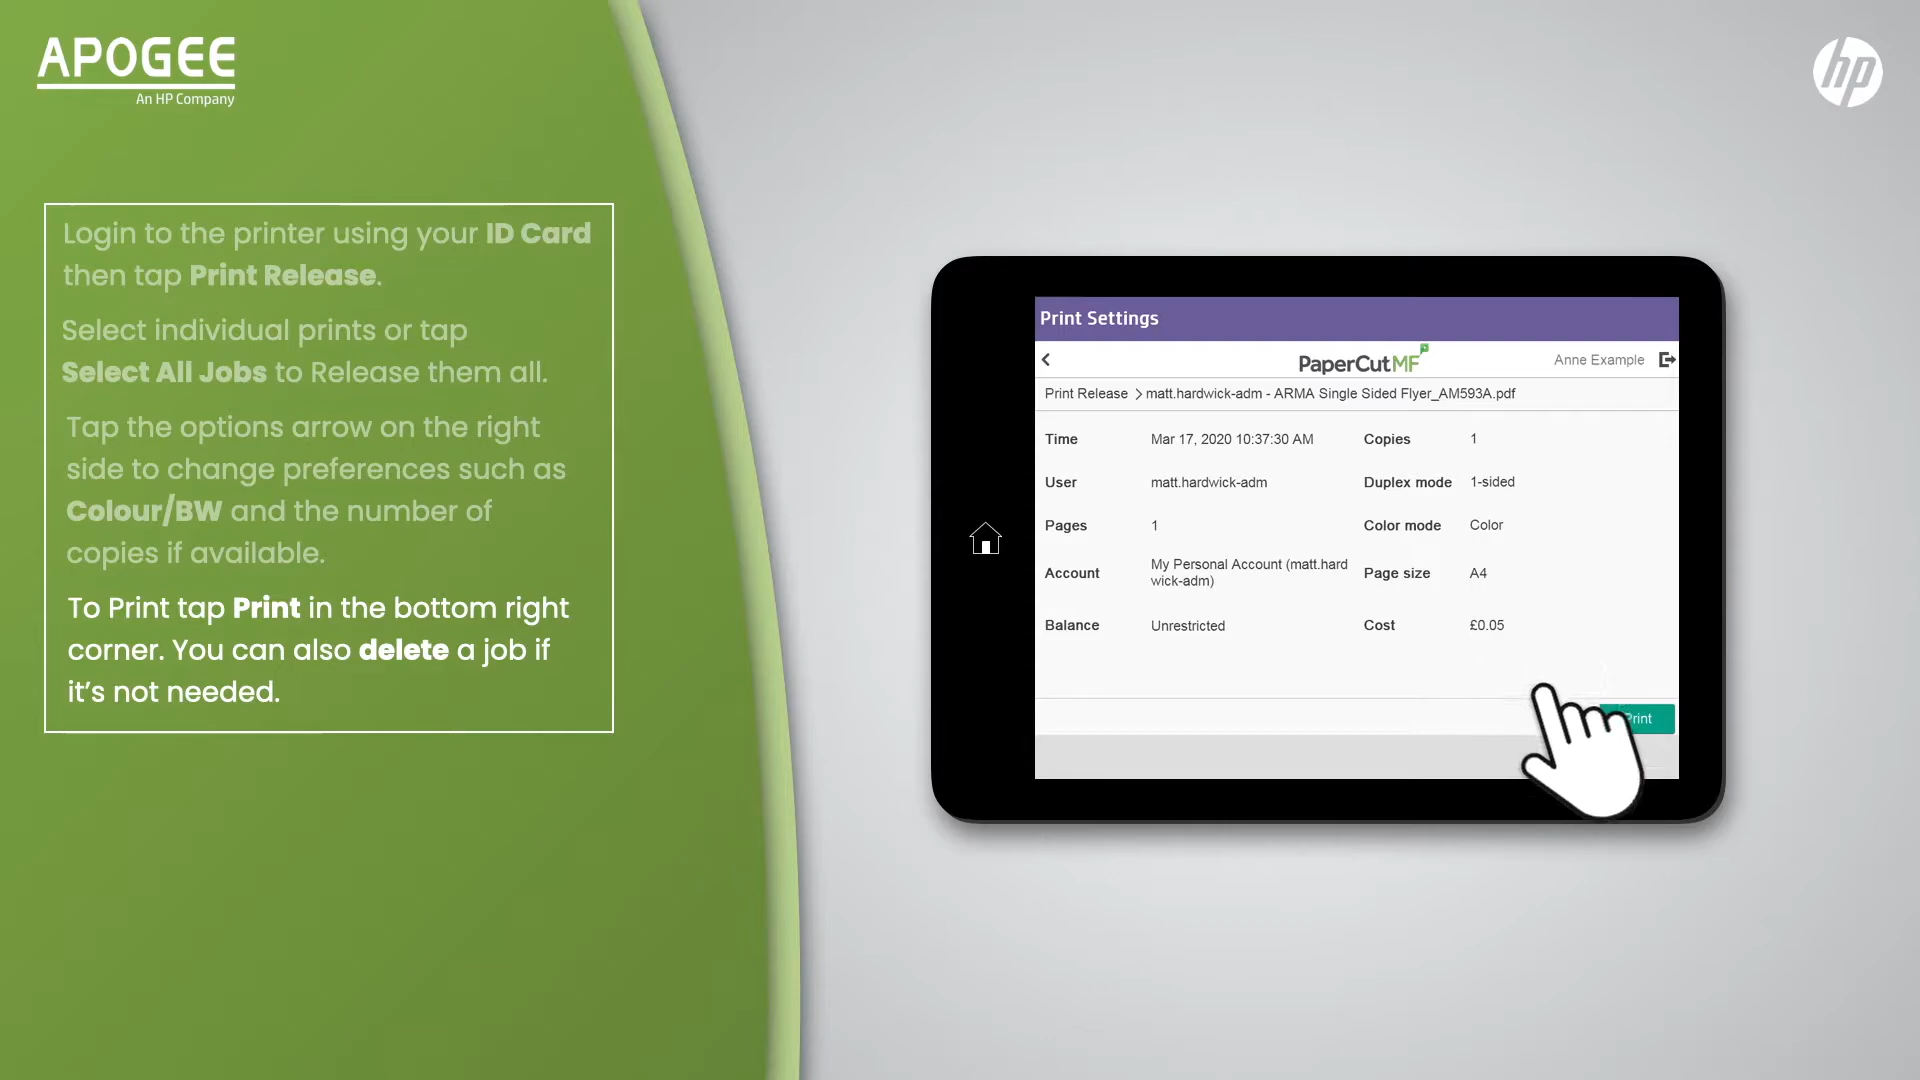 APOGEE
An HP Company
hp
Login to the printer using your ID Card
then tap Print Release.
Select individual prints or tap
Select All Jobs to Release them all.
Tap the options arrow on the right
side to change preferences such as
Colour/BW and the number of
copies if available.
To Print tap Print in the bottom right
corner. You can also delete a job if
it's not needed.
Print Settings
PaperCutMF
Anne Example
Print Release > matt.hardwick-adm - ARMA Single Sided Flyer_AM593A.pdf
Time Mar 17, 2020 10:37:30 AM Copies 1
User matt.hardwick-adm Duplex mode 1-sided
Pages 1 Color mode Color
Account My Personal Account (matt.hard
wick-adm) Page size A4
Balance Unrestricted Cost £0.05
Print